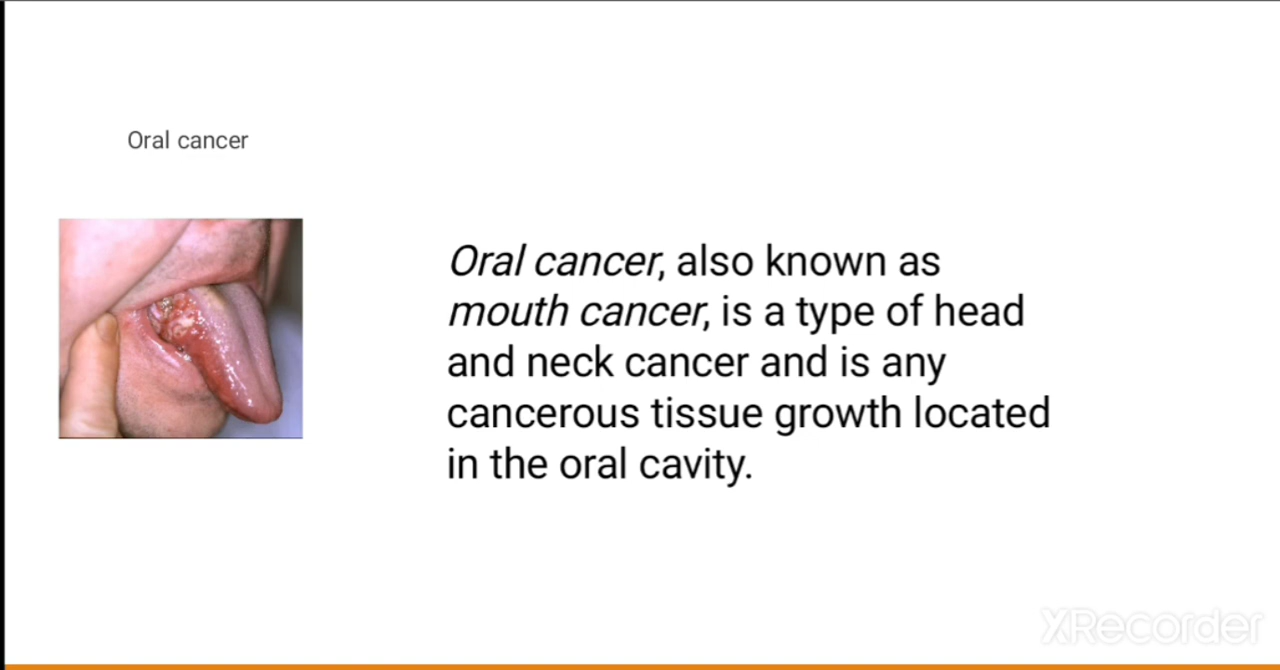 Oral cancer
Oral cancer, also known as
mouth cancer, is a type of head
and neck cancer and is any
cancerous tissue growth located
in the oral cavity.
XRecorder